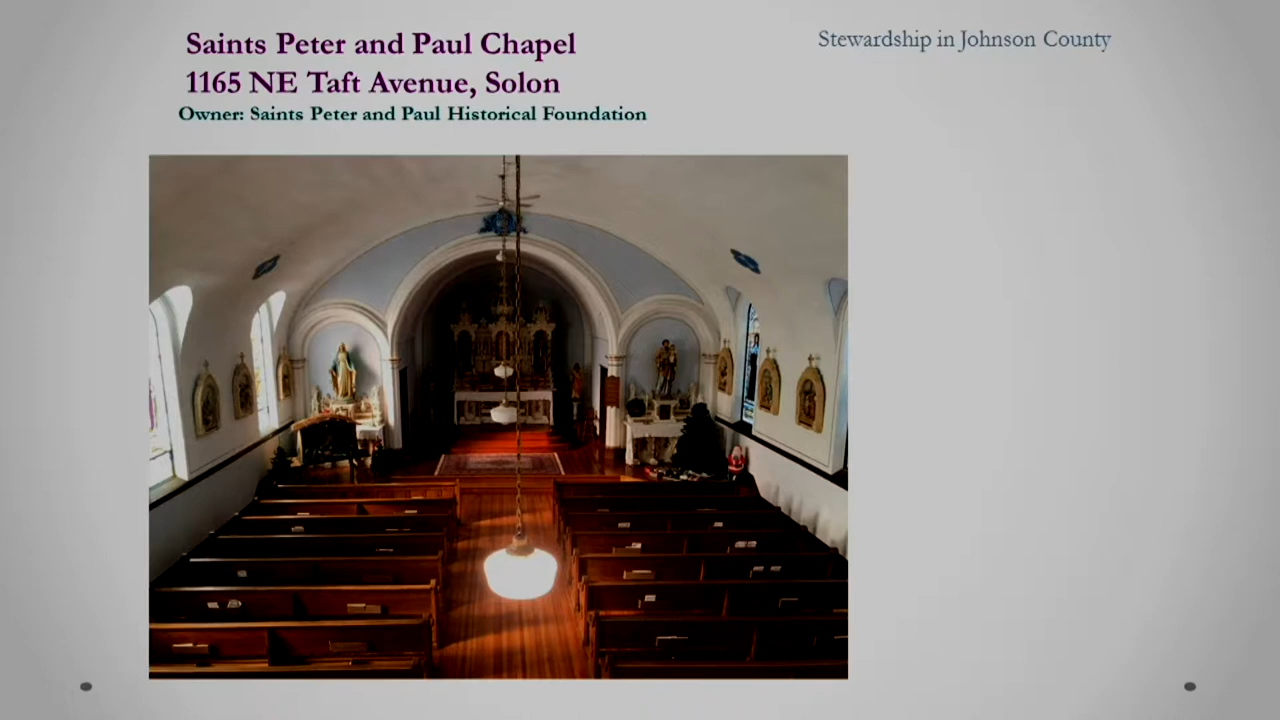 Saints Peter and Paul Chapel
1165 NE Taft Avenue, Solon
Owner: Saints Peter and Paul Historical Foundation
Stewardship in Johnson County